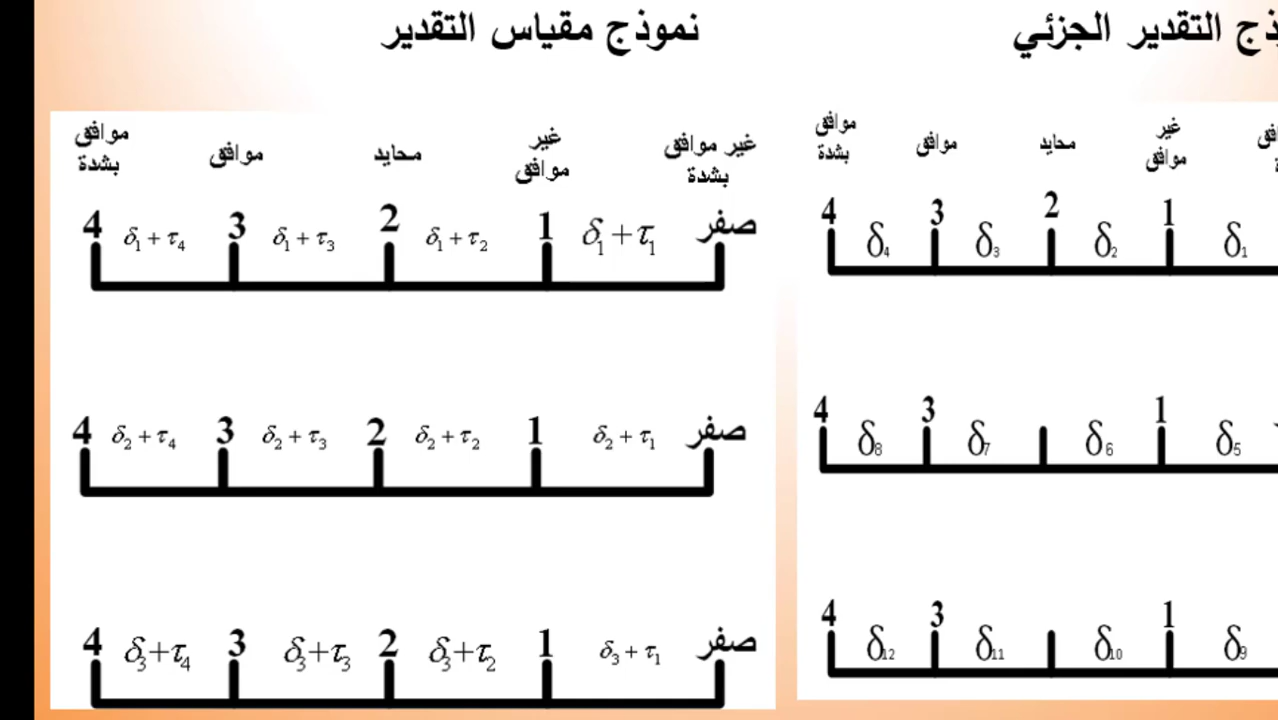 نموذج التقدير الجزئي
نموذج مقياس التقدير
غير موافق بشدة
غير موافق
محايد
موافق
موافق بشدة
صفر δ₁+τ₁ 1 δ₁+τ₂ 2 δ₁+τ₃ 3 δ₁+τ₄ 4
صفر δ₂+τ₁ 1 δ₂+τ₂ 2 δ₂+τ₃ 3 δ₂+τ₄ 4
صفر δ₃+τ₁ 1 δ₃+τ₂ 2 δ₃+τ₃ 3 δ₃+τ₄ 4
غير موافق
محايد
موافق
موافق بشدة
δ₁ 1 δ₂ 2 δ₃ 3 δ₄ 4
δ₅ 1 δ₆ δ₇ 3 δ₈ 4
δ₉ 1 δ₁₀ δ₁₁ 3 δ₁₂ 4